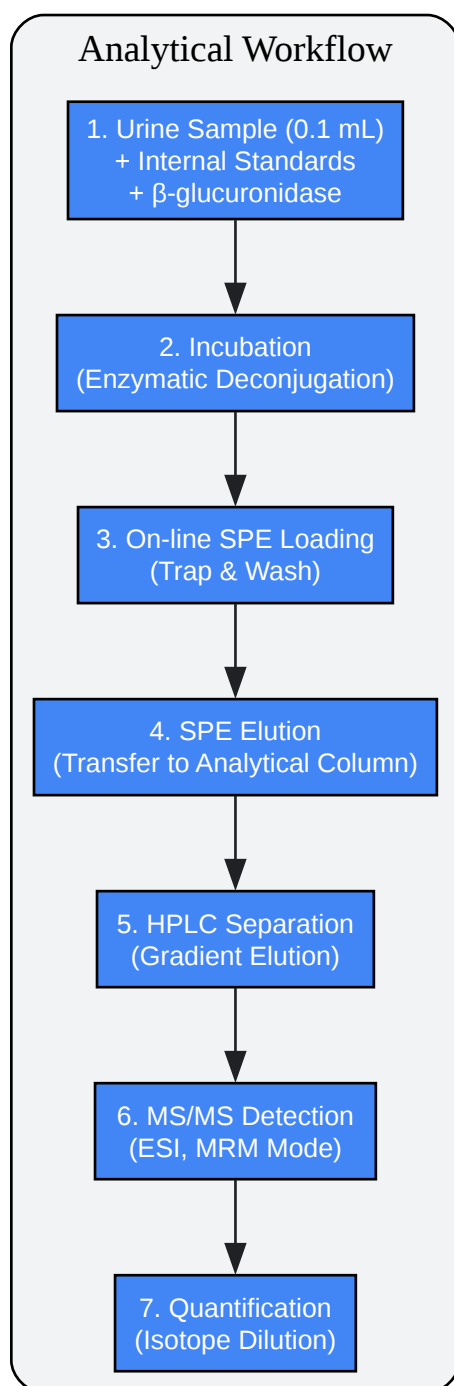 Analytical Workflow
1. Urine Sample (0.1 mL)
+ Internal Standards
+ β-glucuronidase
2. Incubation
(Enzymatic Deconjugation)
3. On-line SPE Loading
(Trap & Wash)
4. SPE Elution
(Transfer to Analytical Column)
5. HPLC Separation
(Gradient Elution)
6. MS/MS Detection
(ESI, MRM Mode)
7. Quantification
(Isotope Dilution)